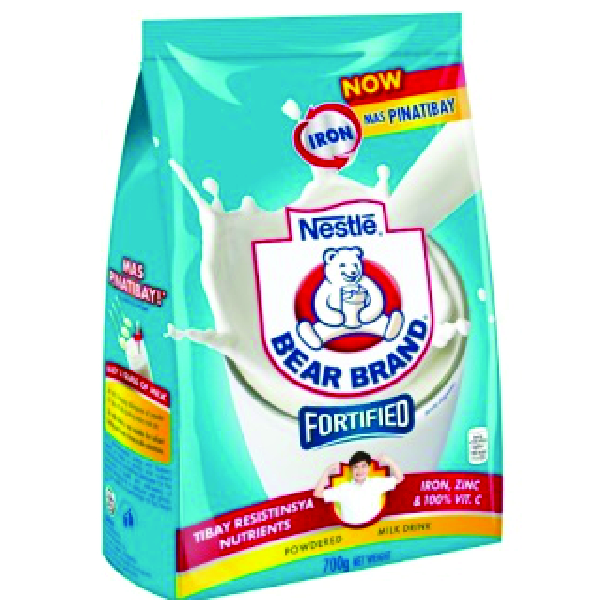 NOW
MAS PINATIBAY
IRON
Nestlé
BEAR BRAND
FORTIFIED
TIBAY RESISTENSYA
NUTRIENTS
IRON, ZINC
& 100% VIT. C
POWDERED MILK DRINK
700g NET WEIGHT
MAS
PINATIBAY!*